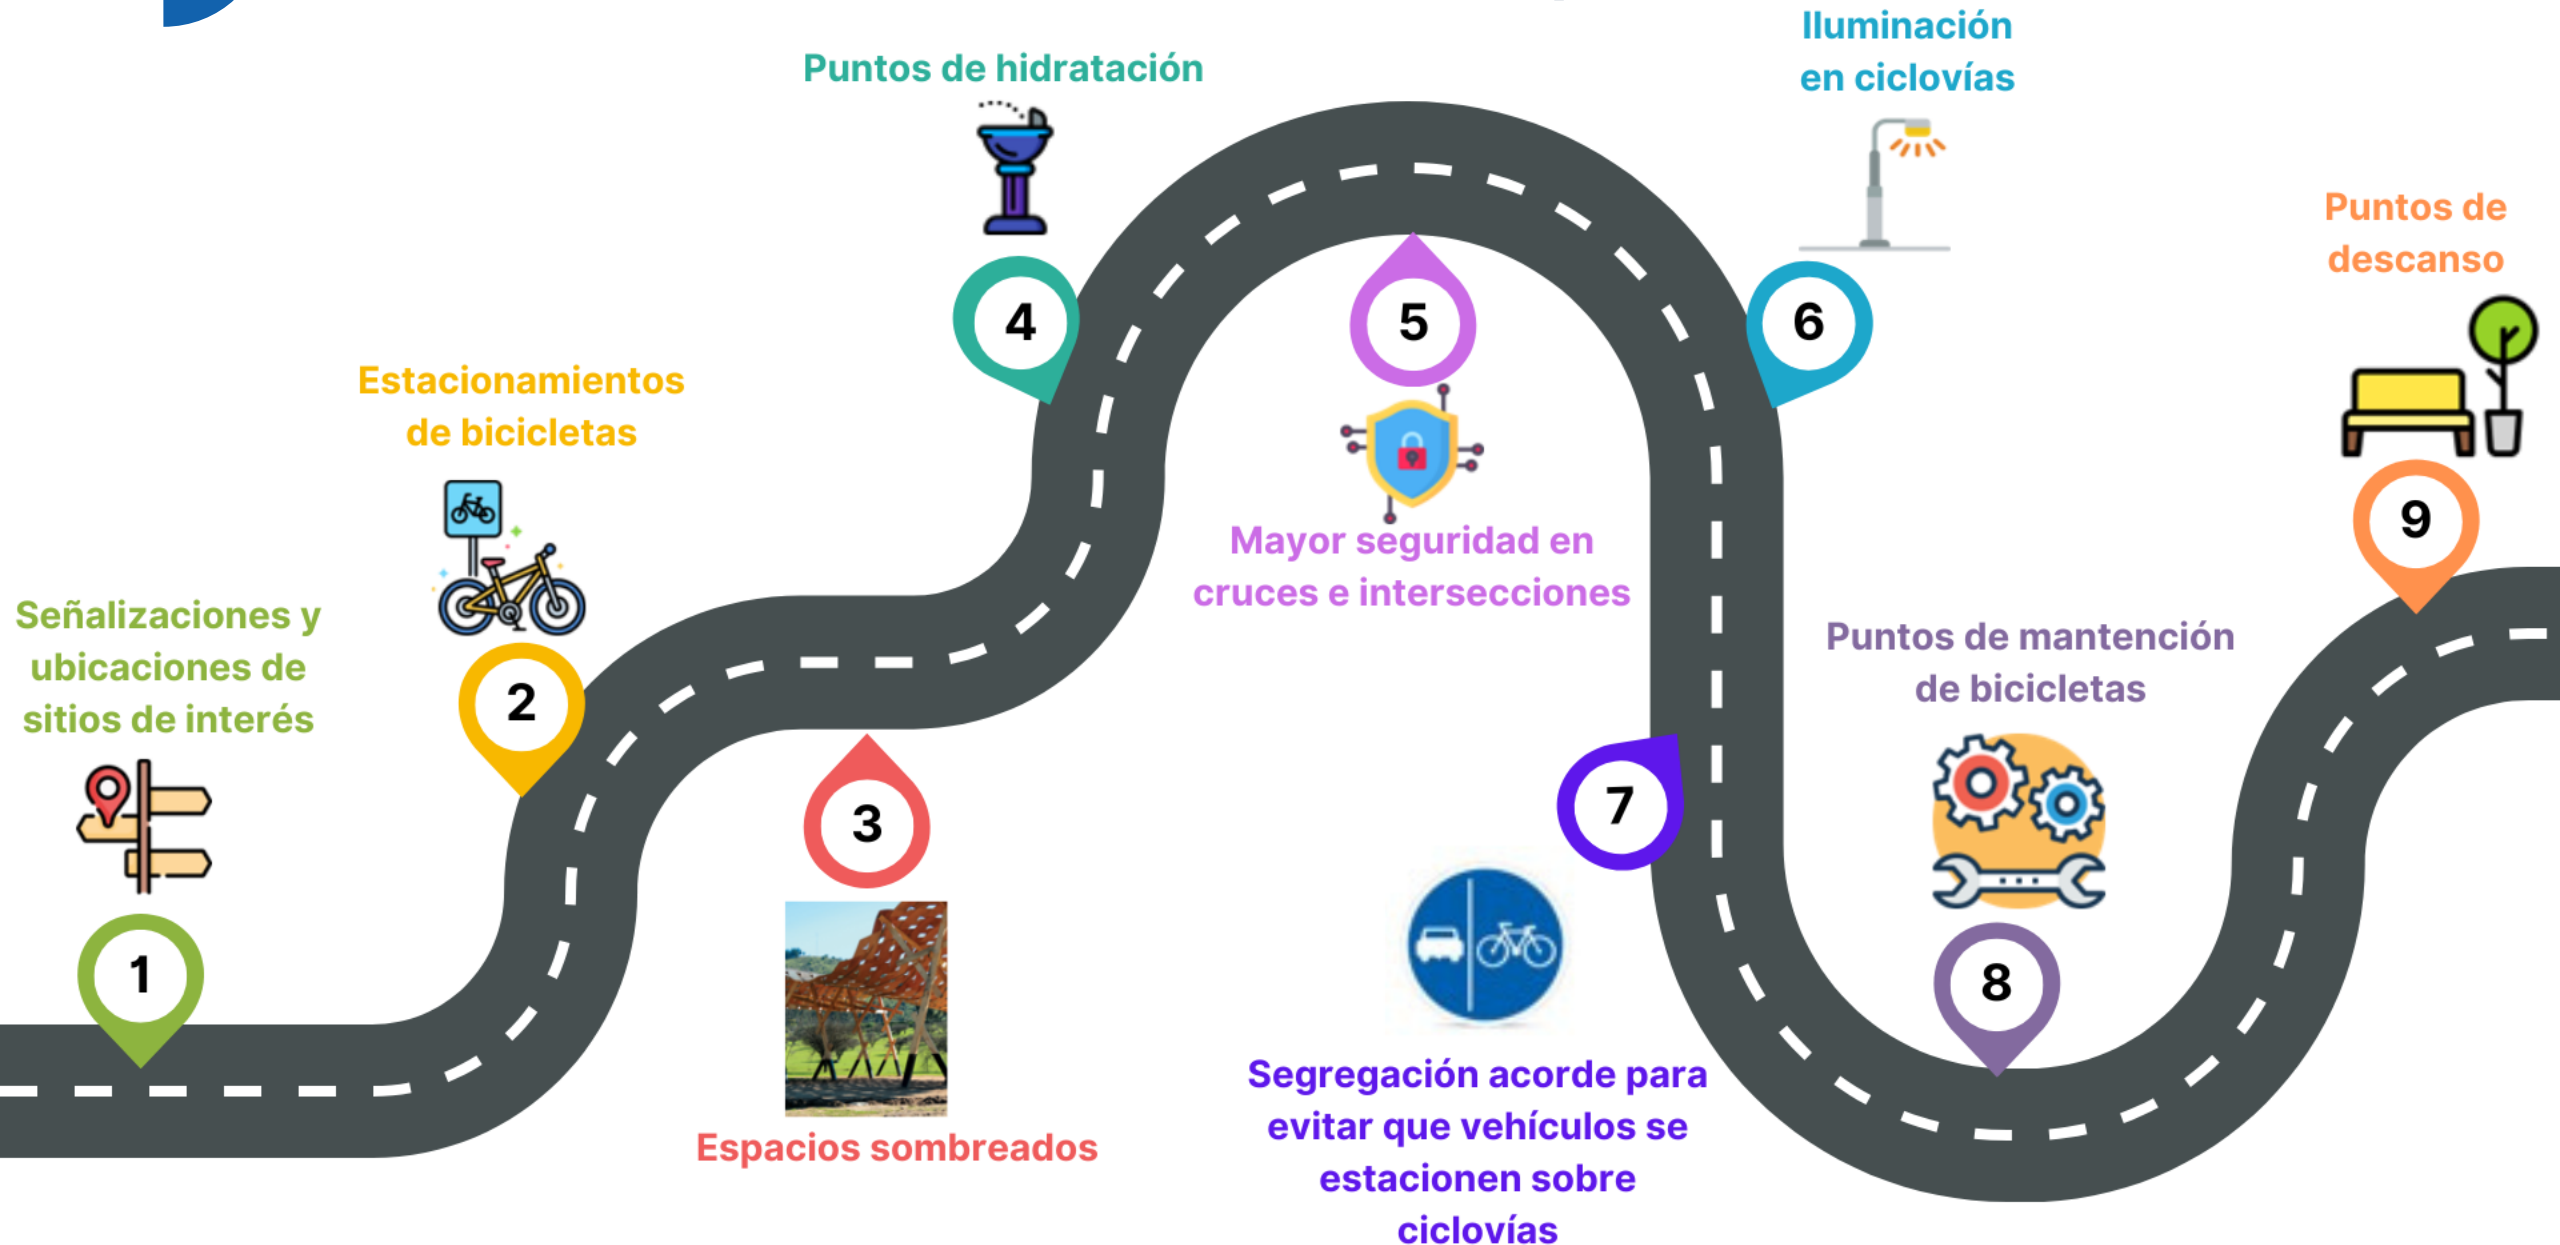 Señalizaciones y
ubicaciones de
sitios de interés
1
Estacionamientos
de bicicletas
2
3
Espacios sombreados
Puntos de hidratación
4
5
Mayor seguridad en
cruces e intersecciones
Iluminación
en ciclovías
6
7
Segregación acorde para
evitar que vehículos se
estacionen sobre
ciclovías
Puntos de mantención
de bicicletas
8
Puntos de
descanso
9